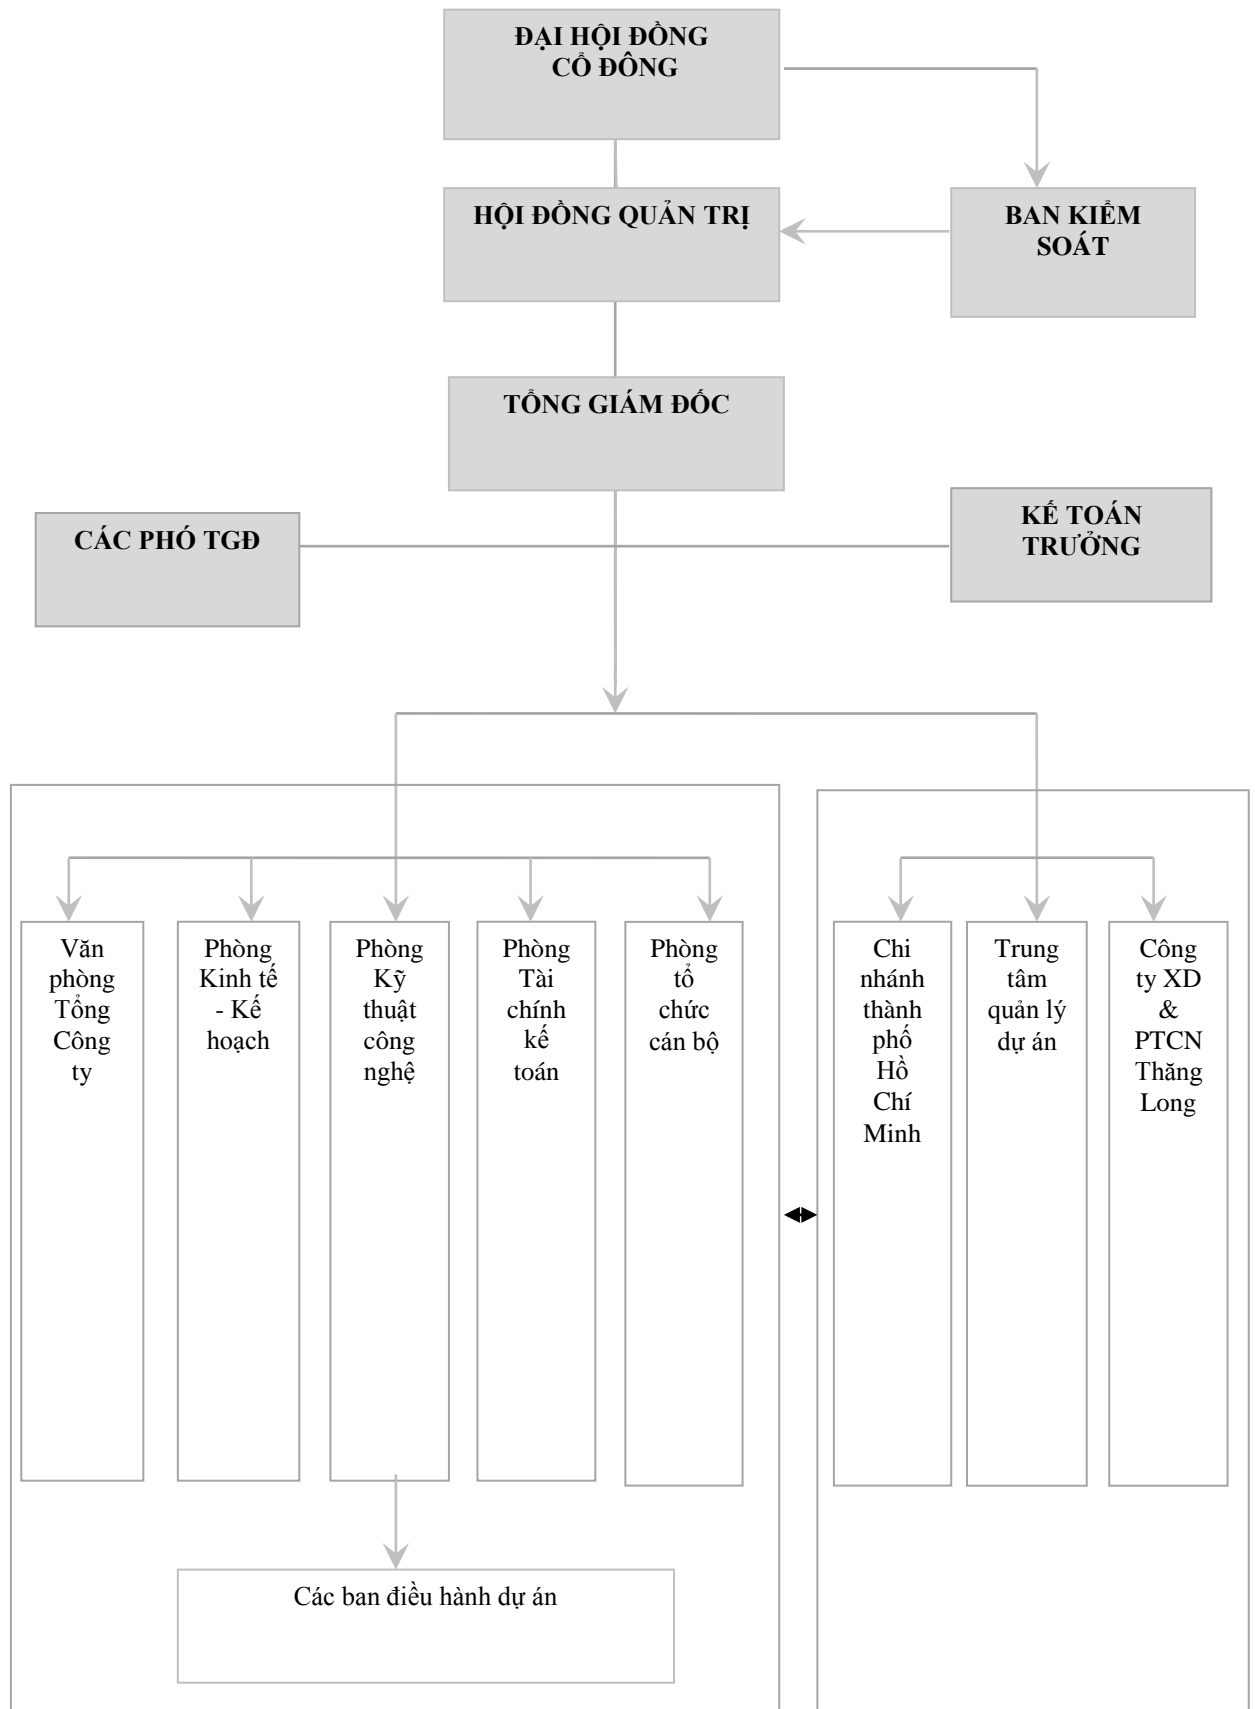 ĐẠI HỘI ĐỒNG
CỔ ĐÔNG
HỘI ĐỒNG QUẢN TRỊ
BAN KIỂM
SOÁT
TỔNG GIÁM ĐỐC
CÁC PHÓ TGĐ
KẾ TOÁN
TRƯỞNG
Văn
phòng
Tổng
Công
ty
Phòng
Kinh tế
- Kế
hoạch
Phòng
Kỹ
thuật
công
nghệ
Phòng
Tài
chính
kế
toán
Phòng
tổ
chức
cán bộ
Chi
nhánh
thành
phố
Hồ
Chí
Minh
Trung
tâm
quản lý
dự án
Công
ty XD
&
PTCN
Thăng
Long
Các ban điều hành dự án